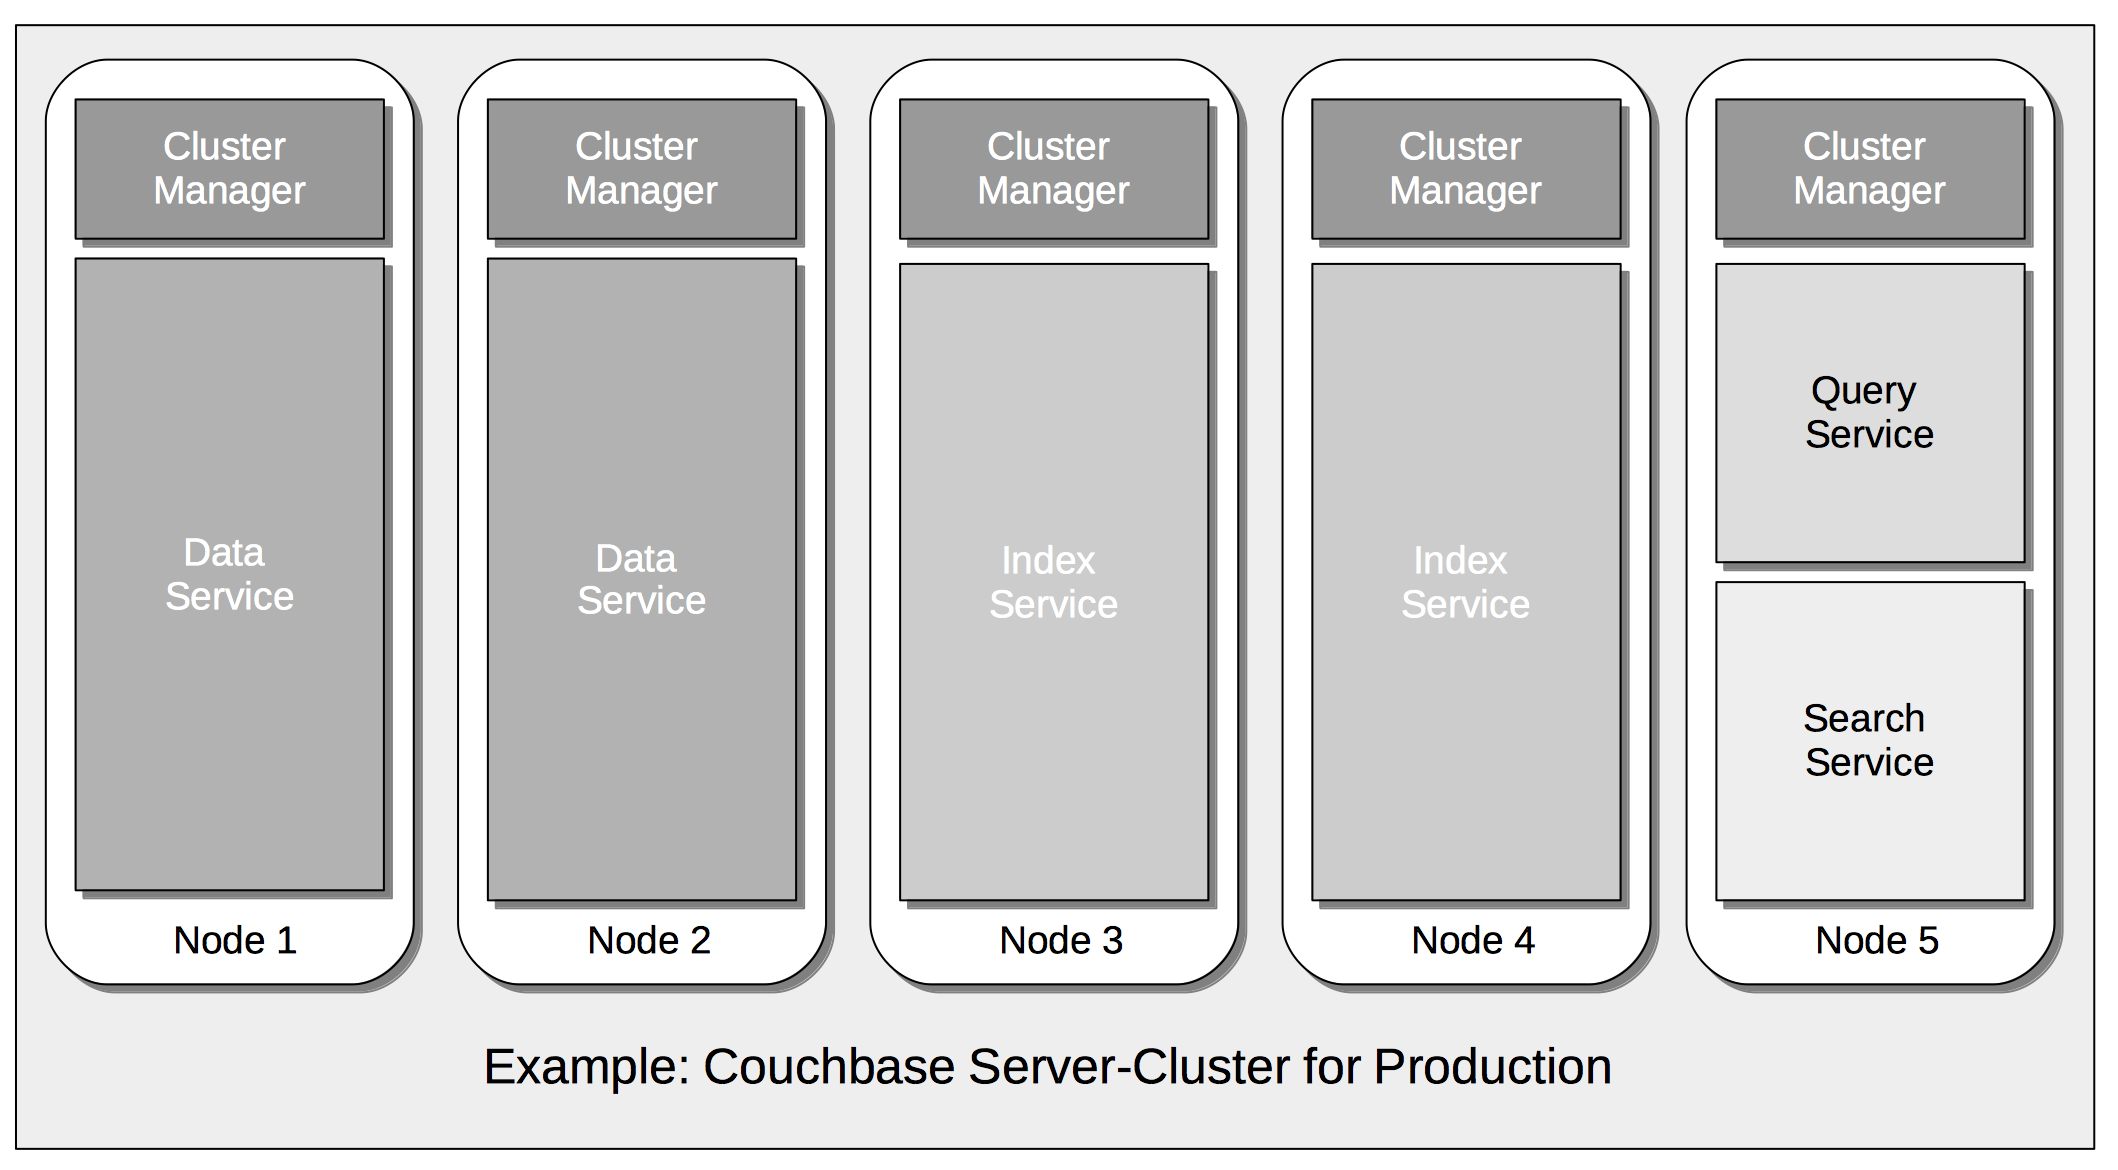 Cluster
Manager
Data
Service
Node 1
Cluster
Manager
Data
Service
Node 2
Cluster
Manager
Index
Service
Node 3
Cluster
Manager
Index
Service
Node 4
Cluster
Manager
Query
Service
Search
Service
Node 5
Example: Couchbase Server-Cluster for Production